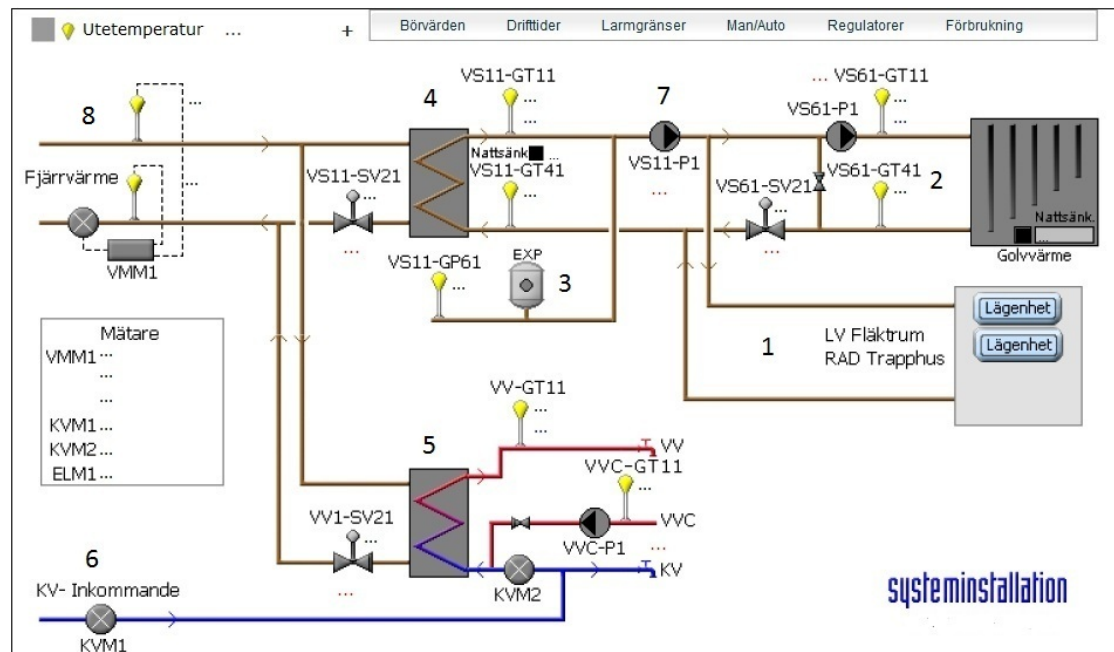 Utetemperatur ... +
Börvärden Drifttider Larmgränser Man/Auto Regulatorer Förbrukning
8
...
...
Fjärrvärme
VMM1
4
VS11-GT11
...
...
Nattsänk ...
VS11-GT41
...
VS11-SV21
...
...
7
VS11-P1
...
... VS61-GT11
...
VS61-P1
VS61-SV21
...
...
VS61-GT41
...
2
Nattsänk.
...
Golvvärme
VS11-GP61
...
EXP
3
1
LV Fläktrum
RAD Trapphus
Lägenhet
Lägenhet
Mätare
VMM1 ...
...
...
KVM1 ...
KVM2 ...
ELM1 ...
5
VV-GT11
...
...
VV
VVC-GT11
...
VVC
VVC-P1
...
KV
KVM2
VV1-SV21
...
...
6
KV- Inkommande
KVM1
systeminstallation